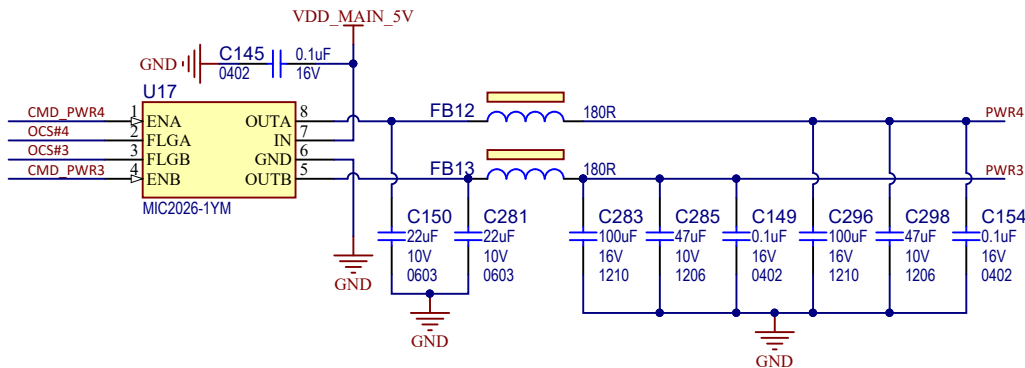 VDD_MAIN_5V
GND
C145
0402
0.1uF
16V
U17
CMD_PWR4
OCS#4
OCS#3
CMD_PWR3
1
2
3
4
ENA
FLGA
FLGB
ENB
OUTA
IN
GND
OUTB
8
7
6
5
MIC2026-1YM
FB12
180R
PWR4
FB13
180R
PWR3
C150
22uF
10V
0603
C281
22uF
10V
0603
C283
100uF
16V
1210
C285
47uF
10V
1206
C149
0.1uF
16V
0402
C296
100uF
16V
1210
C298
47uF
10V
1206
C154
0.1uF
16V
0402
GND
GND
GND